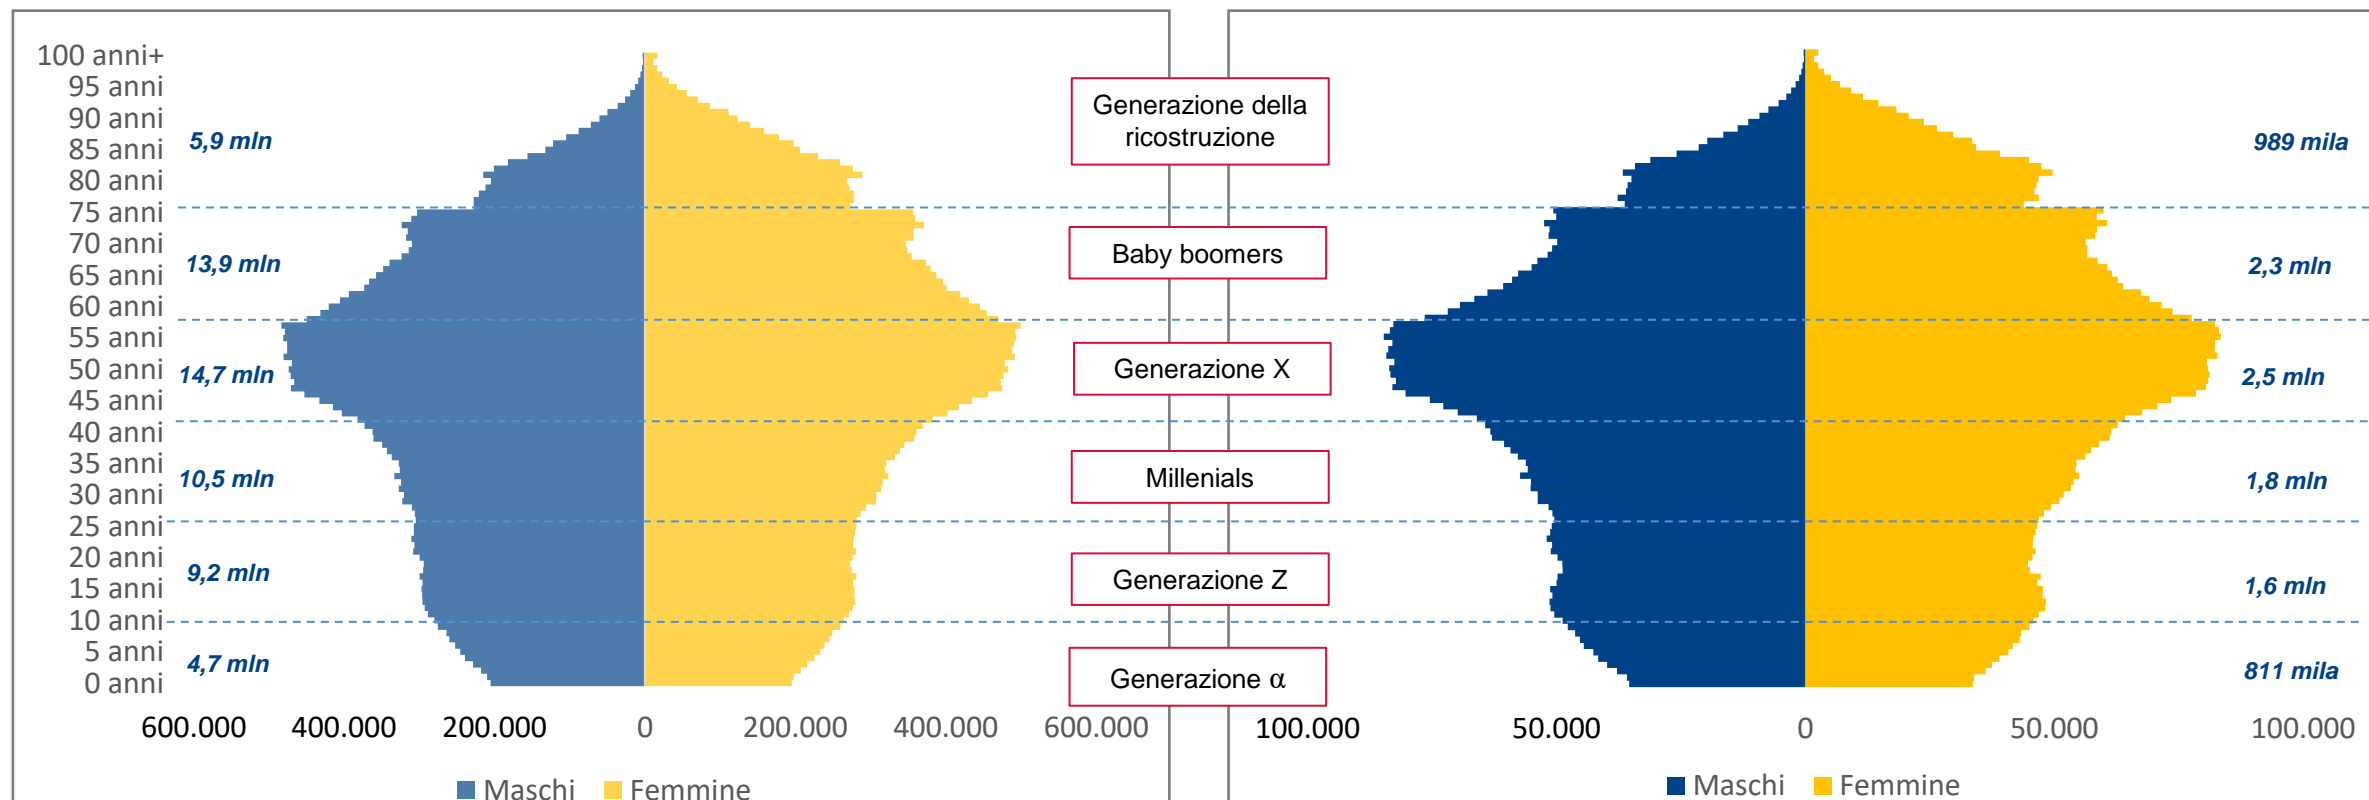 100 anni+
95 anni
90 anni
85 anni
80 anni
75 anni
70 anni
65 anni
60 anni
55 anni
50 anni
45 anni
40 anni
35 anni
30 anni
25 anni
20 anni
15 anni
10 anni
5 anni
0 anni
5,9 mln
13,9 mln
14,7 mln
10,5 mln
9,2 mln
4,7 mln
600.000 400.000 200.000 0 200.000 400.000 600.000
Maschi Femmine
Generazione della
ricostruzione
Baby boomers
Generazione X
Millenials
Generazione Z
Generazione α
989 mila
2,3 mln
2,5 mln
1,8 mln
1,6 mln
811 mila
100.000 50.000 0 50.000 100.000
Maschi Femmine